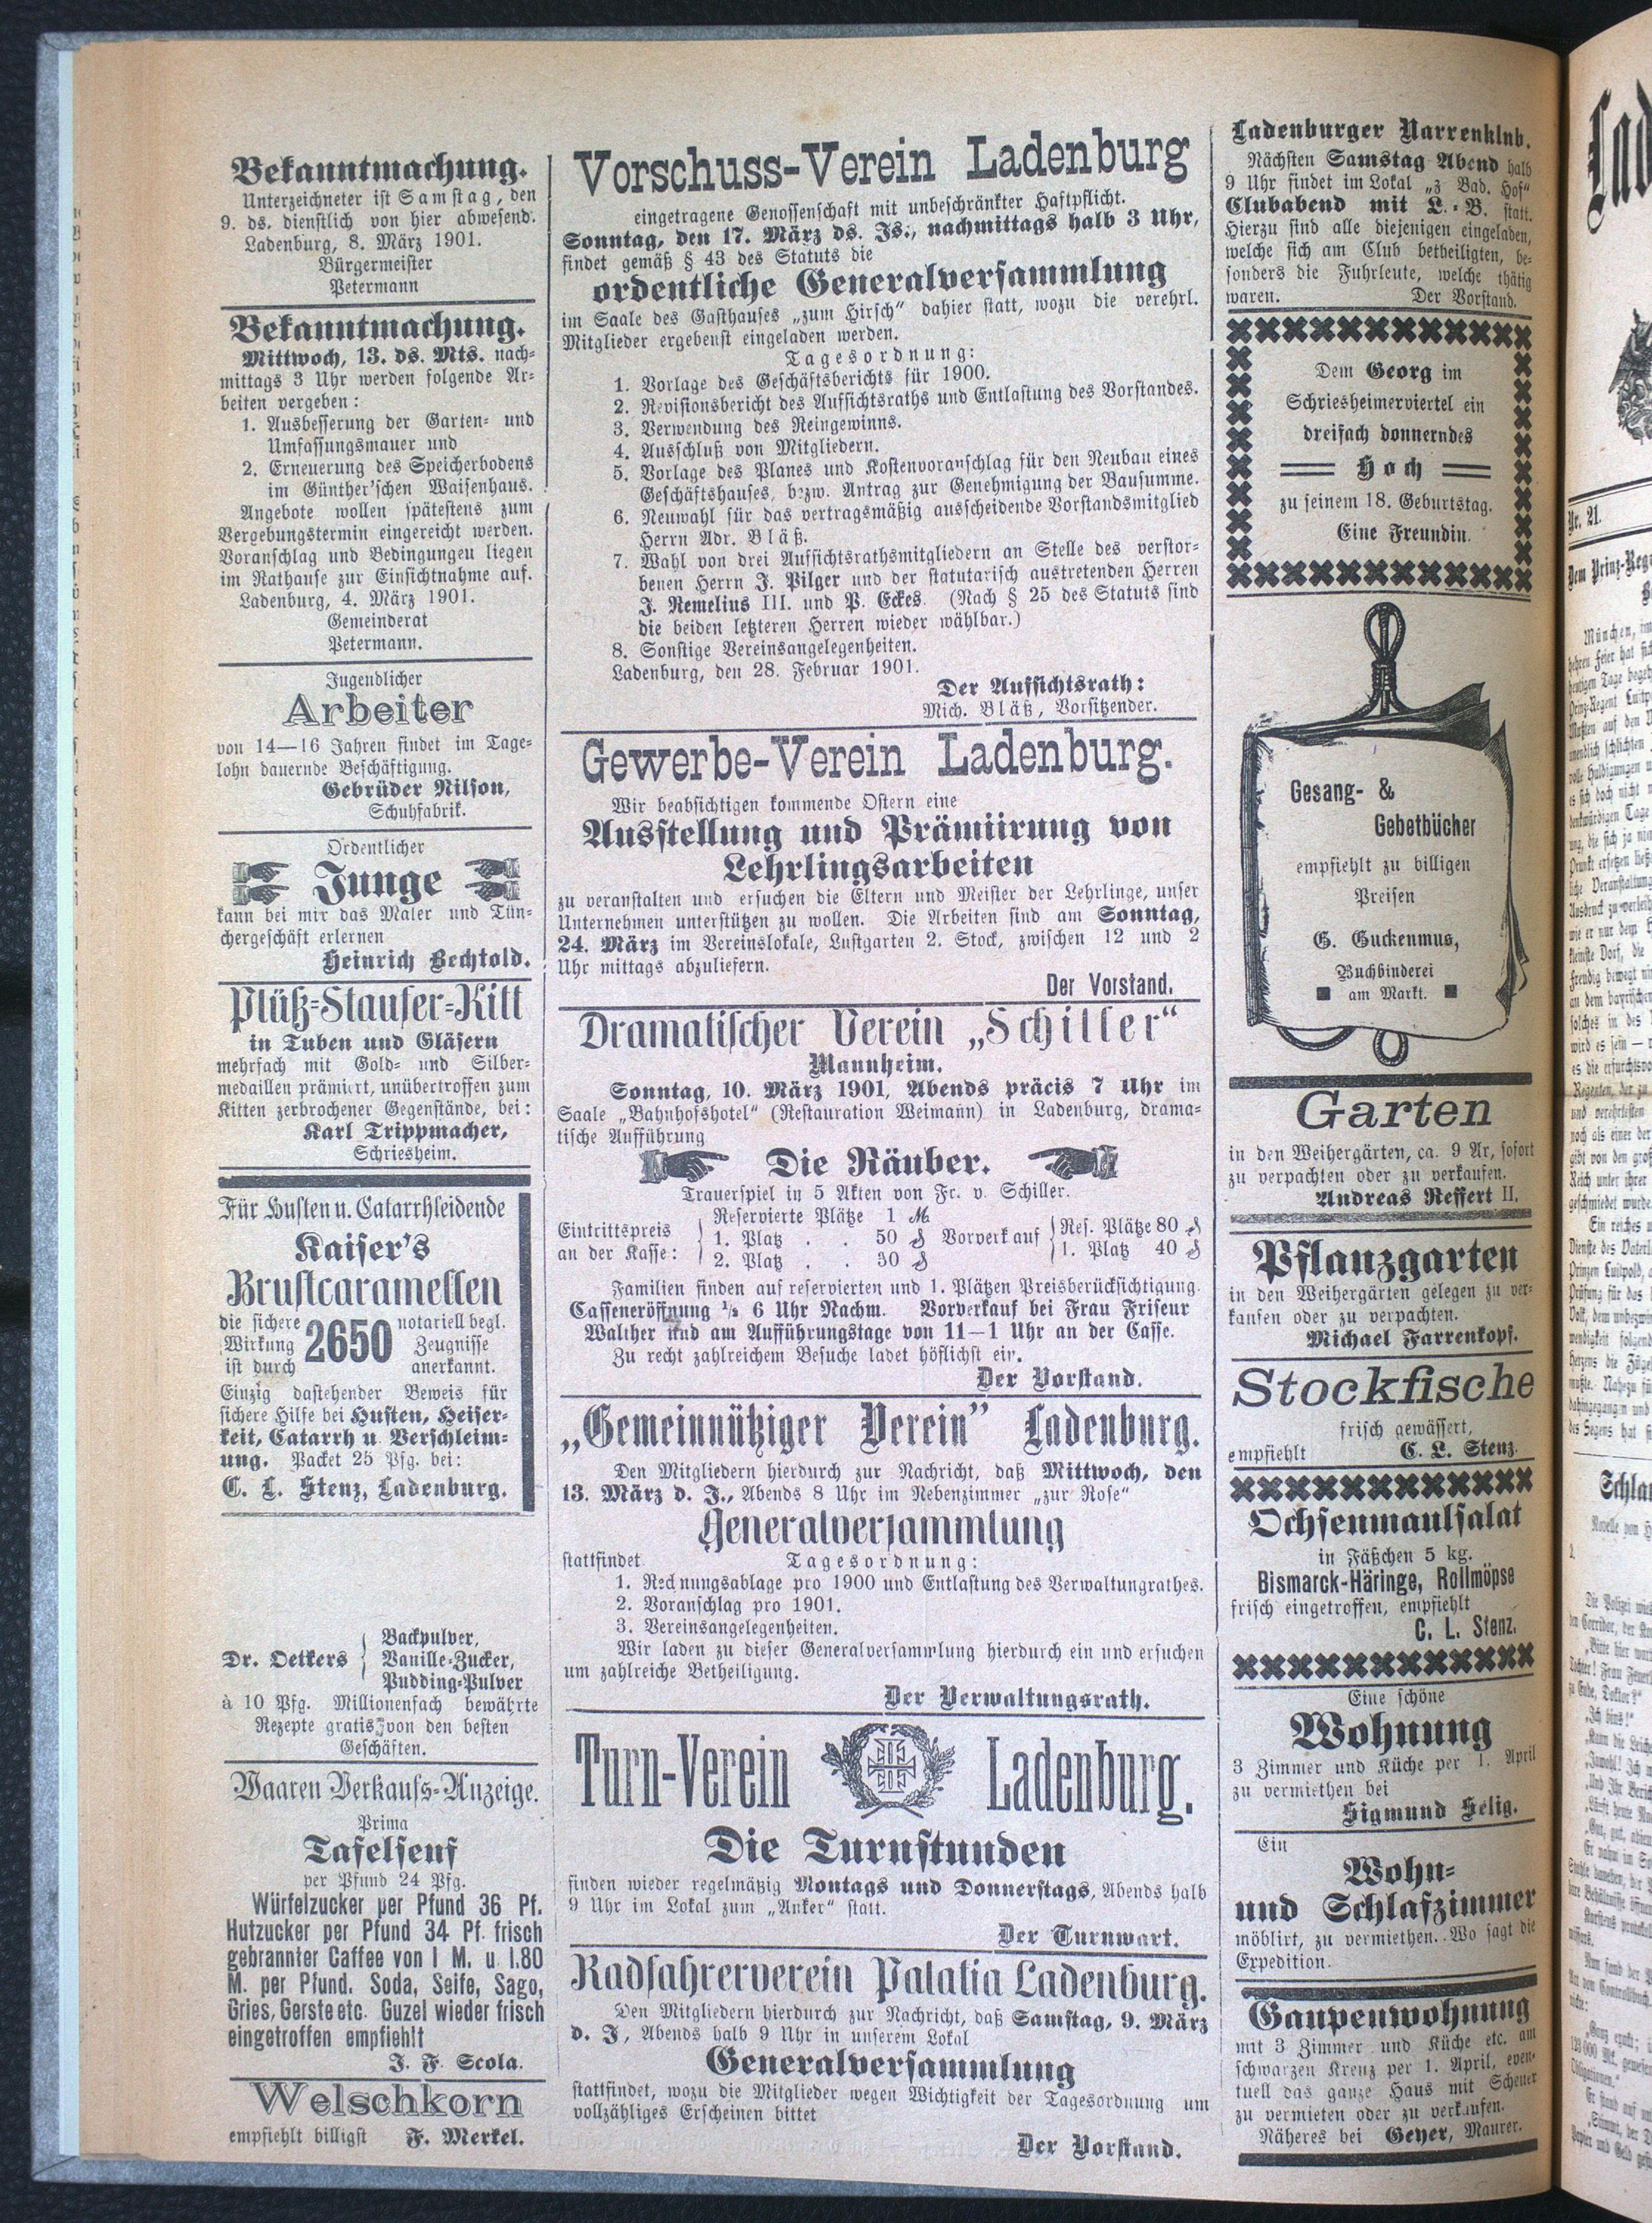 Bekanntmachung.
Unterzeichneter ist Samstag, den
9. ds. dienstlich von hier abwesend.
Ladenburg, 8. März 1901.
Bürgermeister
Petermann
Bekanntmachung.
Mittwoch, 13. ds. Mts. nach-
mittags 3 Uhr werden folgende Ar-
beiten vergeben:
1. Ausbesserung der Garten- und
Umfassungsmauer und
2. Erneuerung des Speicherbodens
im Günther'schen Waisenhaus.
Angebote wollen spätestens zum
Vergebungstermin eingereicht werden.
Voranschlag und Bedingungeu liegen
im Rathause zur Einsichtnahme auf.
Ladenburg, 4. März 1901.
Gemeinderat
Petermann.
Jugendlicher
Arbeiter
von 14—16 Jahren findet im Tage-
lohn dauernde Beschäftigung.
Gebrüder Nilson,
Schuhfabrik.
Ordentlicher
Junge
kann bei mir das Maler und Tün-
chergeschäft erlernen
Heinrich Bechtold.
Plüß-Staufer-Kitt
in Tuben und Gläsern
mehrfach mit Gold- und Silber-
medaillen prämiirt, unübertroffen zum
Kitten zerbrochener Gegenstände, bei:
Karl Trippmacher,
Schriesheim.
Für Husten u. Catarrhleidende
Kaiser's
Brustcaramellen
die sichere 2650 notariell begl.
Wirkung Zeugnisse
ist durch anerkannt.
Einzig dastehender Beweis für
sichere Hilfe bei Husten, Heiser-
keit, Catarrh u. Verschleim-
ung. Packet 25 Pfg. bei:
C. L. Stenz, Ladenburg.
Backpulver,
Dr. Oetkers Vanille-Zucker,
Pudding-Pulver
à 10 Pfg. Millionenfach bewährte
Rezepte gratis von den besten
Geschäften.
Waaren Verkaufs-Anzeige.
Prima
Tafelsenf
per Pfund 24 Pfg.
Würfelzucker per Pfund 36 Pf.
Hutzucker per Pfund 34 Pf. frisch
gebrannter Caffee von 1 M. u. 1.80
M. per Pfund. Soda, Seife, Sago,
Gries, Gerste etc. Guzel wieder frisch
eingetroffen empfiehlt
J. F. Scola.
Welschkorn
empfiehlt billigst F. Merkel.
Vorschuss-Verein Ladenburg
eingetragene Genossenschaft mit unbeschränkter Haftpflicht.
Sonntag, den 17. März ds. Js., nachmittags halb 3 Uhr,
findet gemäß § 43 des Statuts die
ordentliche Generalversammlung
im Saale des Gasthauses „zum Hirsch“ dahier statt, wozu die verehrl.
Mitglieder ergebenst eingeladen werden.
Tagesordnung:
1. Vorlage des Geschäftsberichts für 1900.
2. Revisionsbericht des Aufsichtsraths und Entlastung des Vorstandes.
3. Verwendung des Reingewinns.
4. Ausschluß von Mitgliedern.
5. Vorlage des Planes und Kostenvoranschlag für den Neubau eines
Geschäftshauses, bezw. Antrag zur Genehmigung der Bausumme.
6. Neuwahl für das vertragsmäßig ausscheidende Vorstandsmitglied
Herrn Adr. Bläß.
7. Wahl von drei Aufsichtsrathsmitgliedern an Stelle des verstor-
benen Herrn J. Pilger und der statutarisch austretenden Herren
J. Remelius III. und P. Eckes. (Nach § 25 des Statuts sind
die beiden letzteren Herren wieder wählbar.)
8. Sonstige Vereinsangelegenheiten.
Ladenburg, den 28. Februar 1901.
Der Aufsichtsrath:
Mich. Bläß, Vorsitzender.
Gewerbe-Verein Ladenburg.
Wir beabsichtigen kommende Ostern eine
Ausstellung und Prämiirung von
Lehrlingsarbeiten
zu veranstalten und ersuchen die Eltern und Meister der Lehrlinge, unser
Unternehmen unterstützen zu wollen. Die Arbeiten sind am Sonntag,
24. März im Vereinslokale, Lustgarten 2. Stock, zwischen 12 und 2
Uhr mittags abzuliefern.
Der Vorstand.
Dramatischer Verein „Schiller“
Mannheim.
Sonntag, 10. März 1901, Abends präcis 7 Uhr im
Saale „Bahnhofshotel“ (Restauration Weimann) in Ladenburg, drama-
tische Aufführung
Die Räuber.
Trauerspiel in 5 Akten von Fr. v. Schiller.
Reservierte Plätze 1 M
Eintrittspreis 1. Platz . . 50 ₰ Vorverkauf Res. Plätze 80 ₰
an der Kasse: 2. Platz . . 30 ₰ 1. Platz 40 ₰
Familien finden auf reservierten und 1. Plätzen Preisberücksichtigung.
Casseneröffnung ½ 6 Uhr Nachm. Vorverkauf bei Frau Friseur
Walther und am Aufführungstage von 11—1 Uhr an der Casse.
Zu recht zahlreichem Besuche ladet höflichst ein.
Der Vorstand.
„Gemeinnütziger Verein” Ladenburg.
Den Mitgliedern hierdurch zur Nachricht, daß Mittwoch, den
13. März d. J., Abends 8 Uhr im Nebenzimmer „zur Rose“
Generalversammlung
stattfindet Tagesordnung:
1. Rechnungsablage pro 1900 und Entlastung des Verwaltungrathes.
2. Voranschlag pro 1901.
3. Vereinsangelegenheiten.
Wir laden zu dieser Generalversammlung hierdurch ein und ersuchen
um zahlreiche Betheiligung.
Der Verwaltungsrath.
Turn-Verein Ladenburg.
Die Turnstunden
finden wieder regelmäßig Montags und Donnerstags, Abends halb
9 Uhr im Lokal zum „Anker“ statt.
Der Turnwart.
Radfahrerverein Palatia Ladenburg.
Den Mitgliedern hierdurch zur Nachricht, daß Samstag, 9. März
d. J, Abends halb 9 Uhr in unserem Lokal
Generalversammlung
stattfindet, wozu die Mitglieder wegen Wichtigkeit der Tagesordnung um
vollzähliges Erscheinen bittet
Der Vorstand.
Ladenburger Narrenklub.
Nächsten Samstag Abend halb
9 Uhr findet im Lokal „z Bad. Hof“
Clubabend mit L.-B. statt.
Hierzu sind alle diejenigen eingeladen,
welche sich am Club betheiligten, be-
sonders die Fuhrleute, welche thätig
waren. Der Vorstand.
Dem Georg im
Schriesheimerviertel ein
dreifach donnerndes
Hoch
zu seinem 18. Geburtstag.
Eine Freundin.
Gesang- &
Gebetbücher
empfiehlt zu billigen
Preisen
G. Guckenmus,
Buchbinderei
am Markt.
Garten
in den Weihergärten, ca. 9 Ar, sofort
zu verpachten oder zu verkaufen.
Andreas Reffert II.
Pflanzgarten
in den Weihergärten gelegen zu ver-
kaufen oder zu verpachten.
Michael Farrenkopf.
Stockfische
frisch gewässert,
empfiehlt C. L. Stenz.
Ochsenmaulsalat
in Fäßchen 5 kg.
Bismarck-Häringe, Rollmöpse
frisch eingetroffen, empfiehlt
C. L. Stenz.
Eine schöne
Wohnung
3 Zimmer und Küche per 1. April
zu vermiethen bei
Sigmund Selig.
Ein
Wohn-
und Schlafzimmer
möblirt, zu vermiethen. Wo sagt die
Expedition.
Gaupenwohnung
mit 3 Zimmer und Küche etc. am
schwarzen Kreuz per 1. April, even-
tuell das ganze Haus mit Scheuer
zu vermieten oder zu verkaufen.
Näheres bei Geyer, Maurer.
Nr. 21.